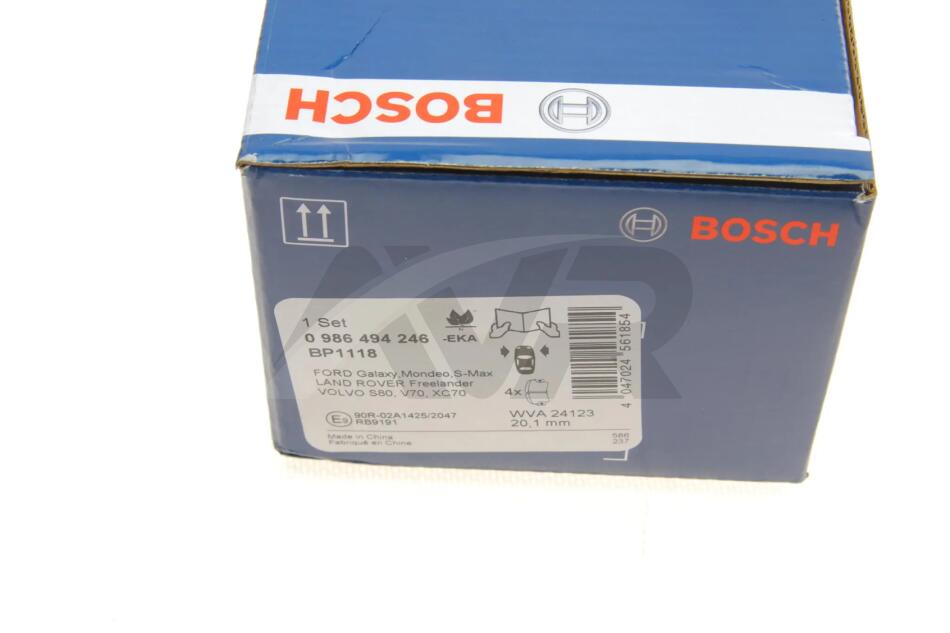 BOSCH
BOSCH
AVR
1 Set
0 986 494 246 -EKA
BP1118
FORD Galaxy,Mondeo,S-Max
LAND ROVER Freelander
VOLVO S80, V70, XC70
4x
WVA 24123
20,1 mm
E9 90R-02A1425/2047
RB9191
Made in China
Fabriqué en Chine
586
237
4 047024 561854